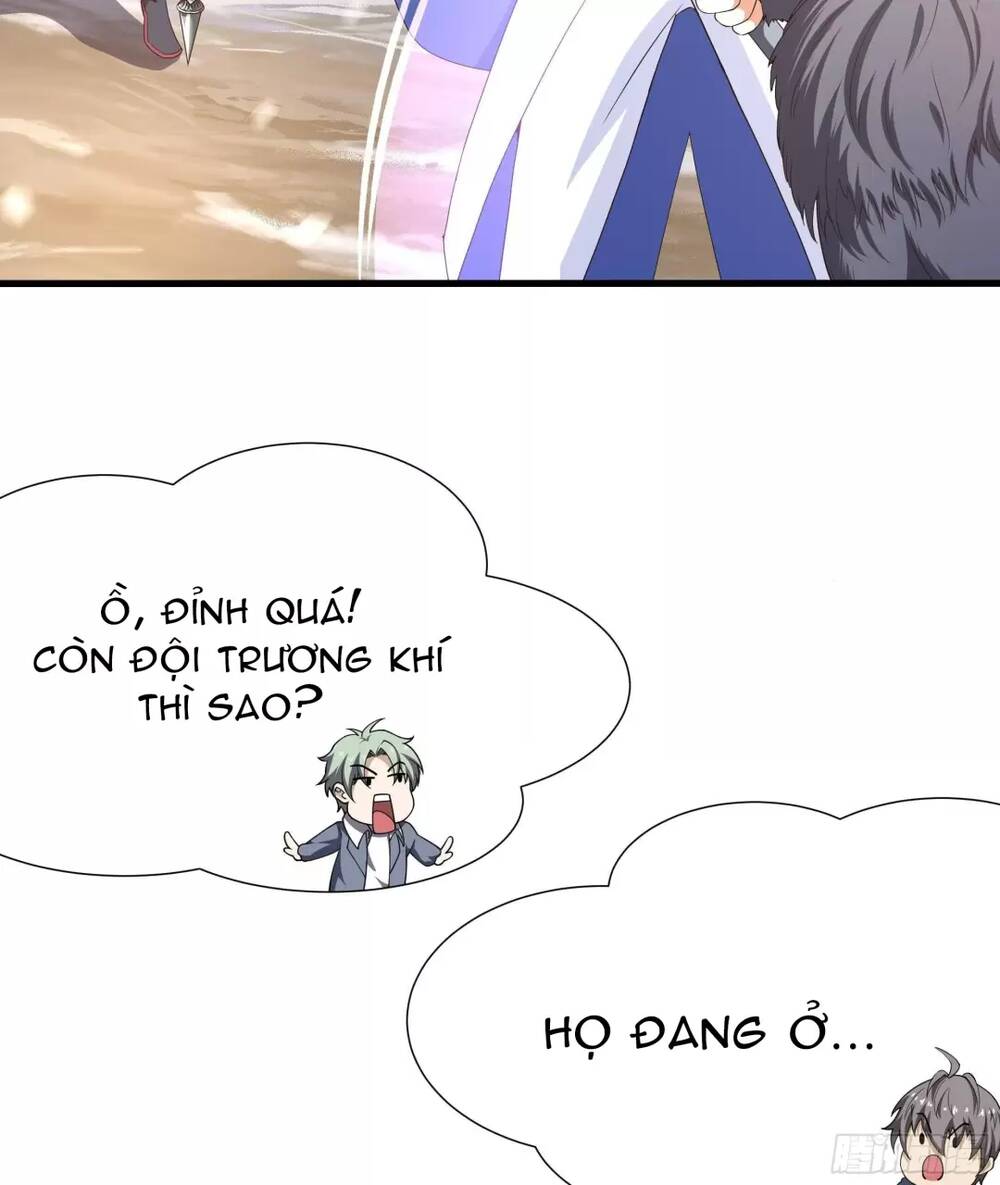 Ồ, ĐỈNH QUÁ!
CÒN ĐỘI TRƯƠNG KHÍ
THÌ SAO?
HỌ ĐANG Ở...